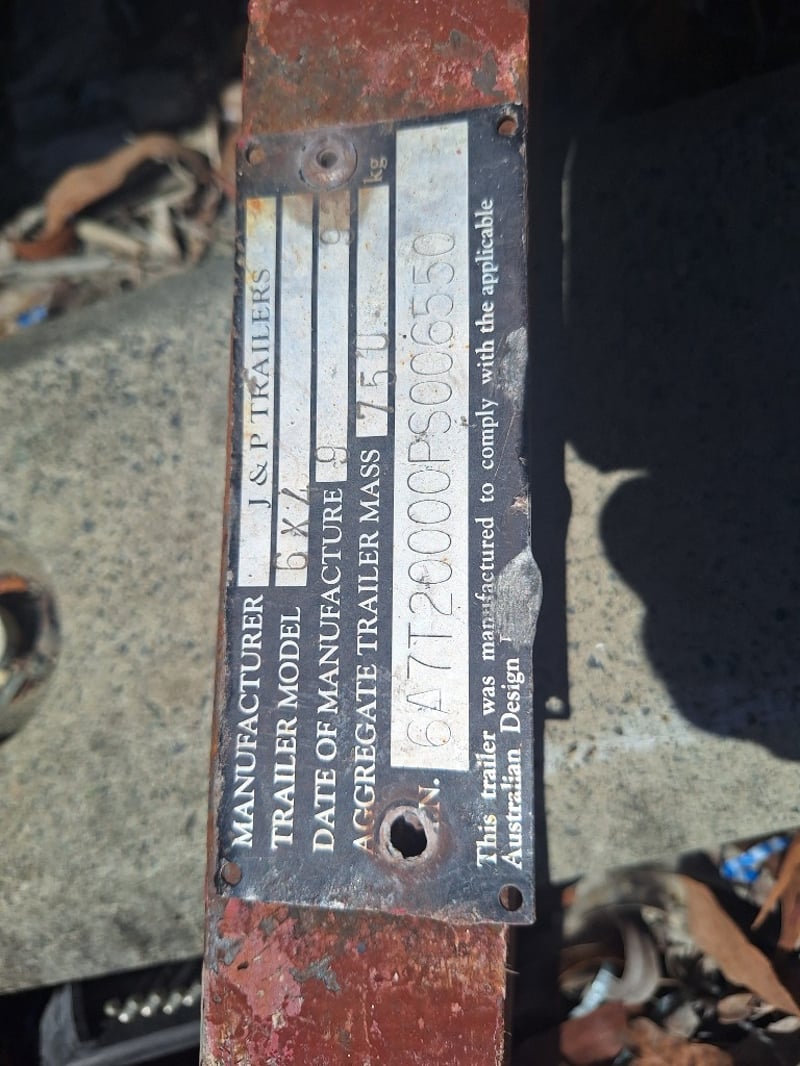 MANUFACTURER J & P TRAILERS
TRAILER MODEL 6X4
DATE OF MANUFACTURE 9 9
AGGREGATE TRAILER MASS 750 kg
.N. 6A7T20000PS006550
This trailer was manufactured to comply with the applicable
Australian Design